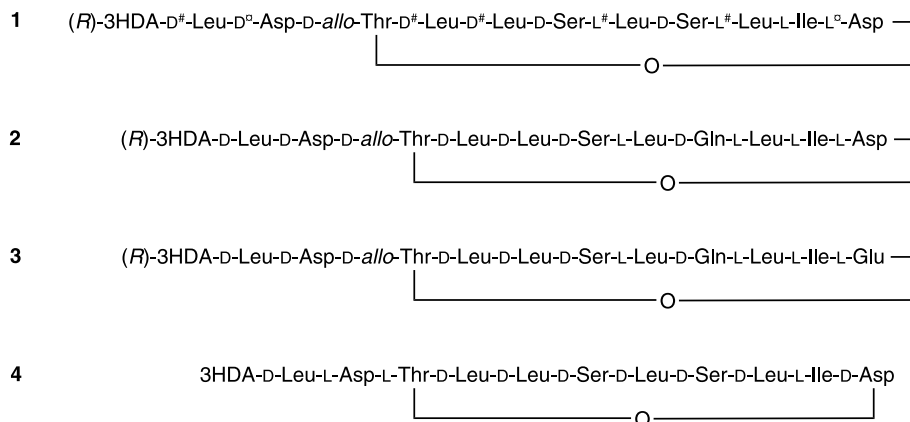 1 (R)-3HDA-D#-Leu-D¤-Asp-D-allo-Thr-D#-Leu-D#-Leu-D-Ser-L#-Leu-D-Ser-L#-Leu-L-Ile-L¤-Asp
O
2 (R)-3HDA-D-Leu-D-Asp-D-allo-Thr-D-Leu-D-Leu-D-Ser-L-Leu-D-Gln-L-Leu-L-Ile-L-Asp
O
3 (R)-3HDA-D-Leu-D-Asp-D-allo-Thr-D-Leu-D-Leu-D-Ser-L-Leu-D-Gln-L-Leu-L-Ile-L-Glu
O
4 3HDA-D-Leu-L-Asp-L-Thr-D-Leu-D-Leu-D-Ser-D-Leu-D-Ser-D-Leu-L-Ile-D-Asp
O